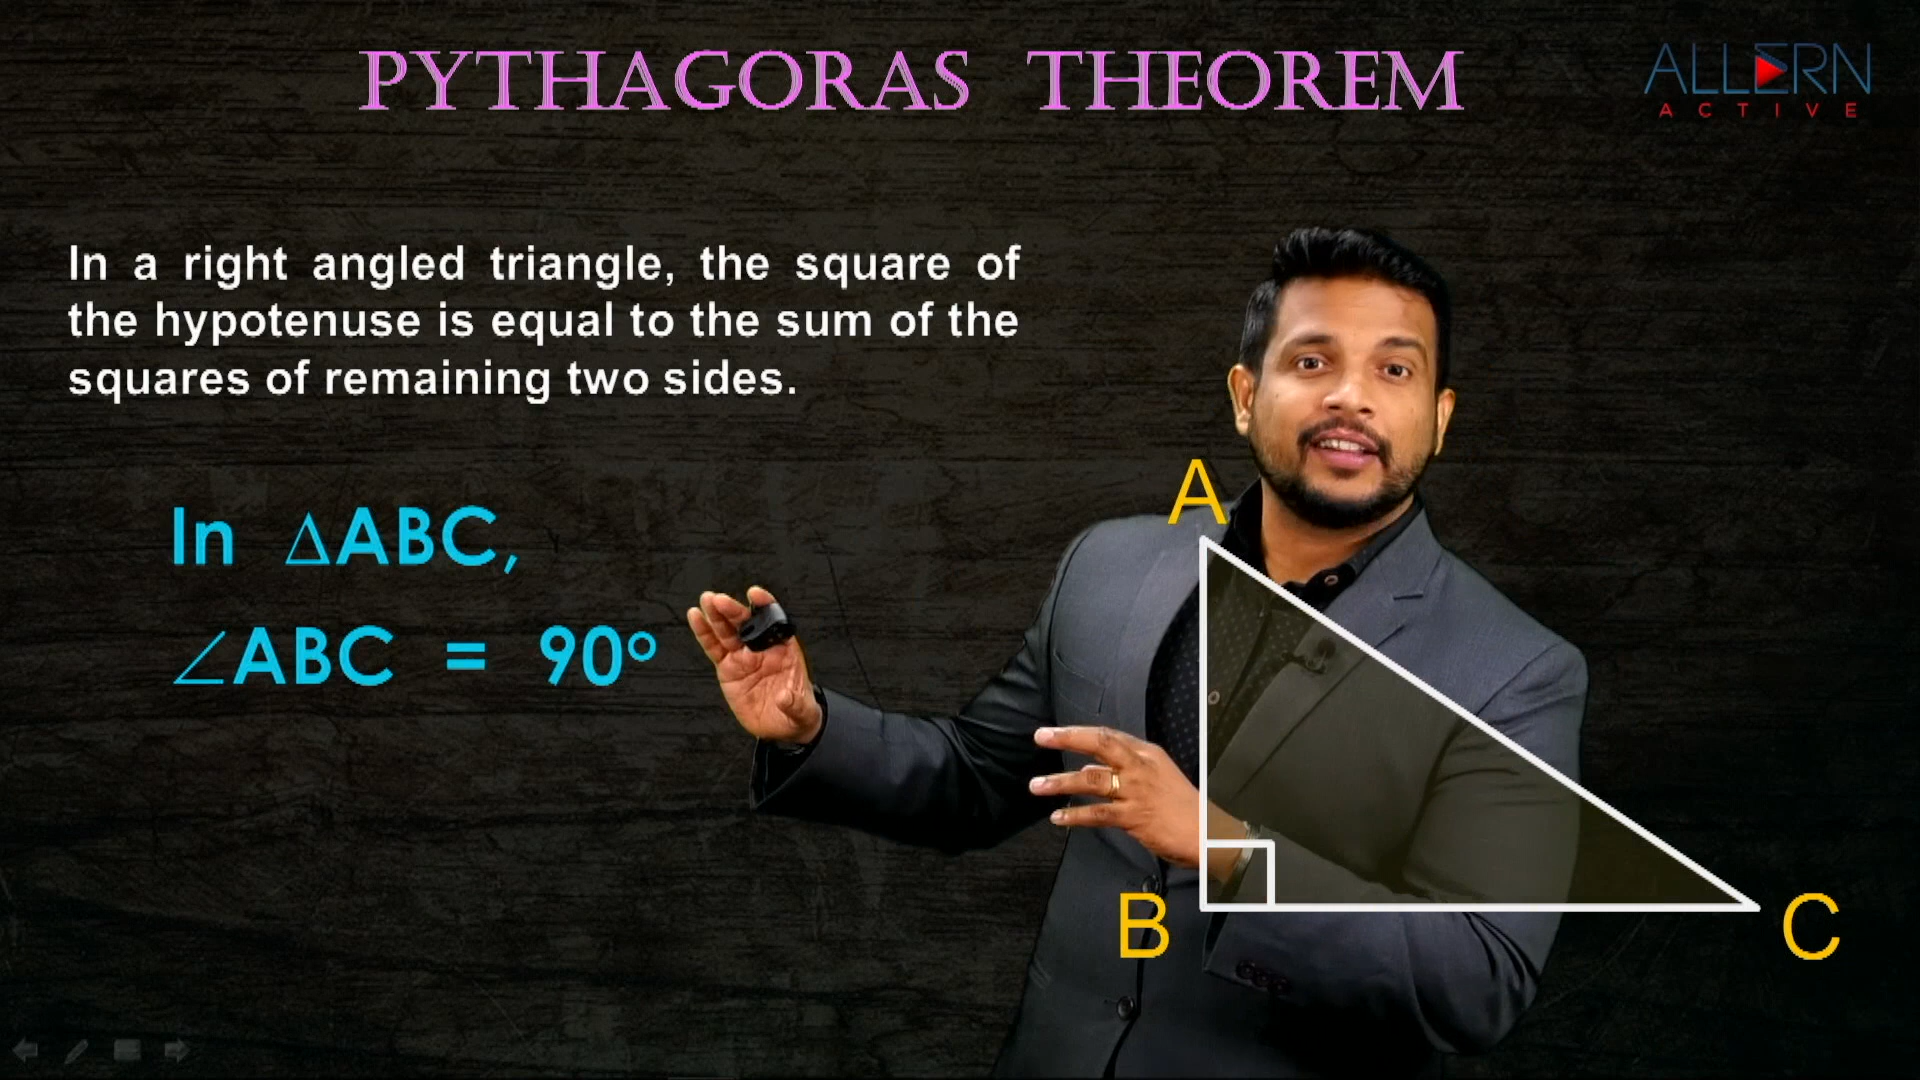 PYTHAGORAS THEOREM
ALLERN
ACTIVE
In a right angled triangle, the square of
the hypotenuse is equal to the sum of the
squares of remaining two sides.
In ΔABC,
∠ABC = 90°
A
B
C